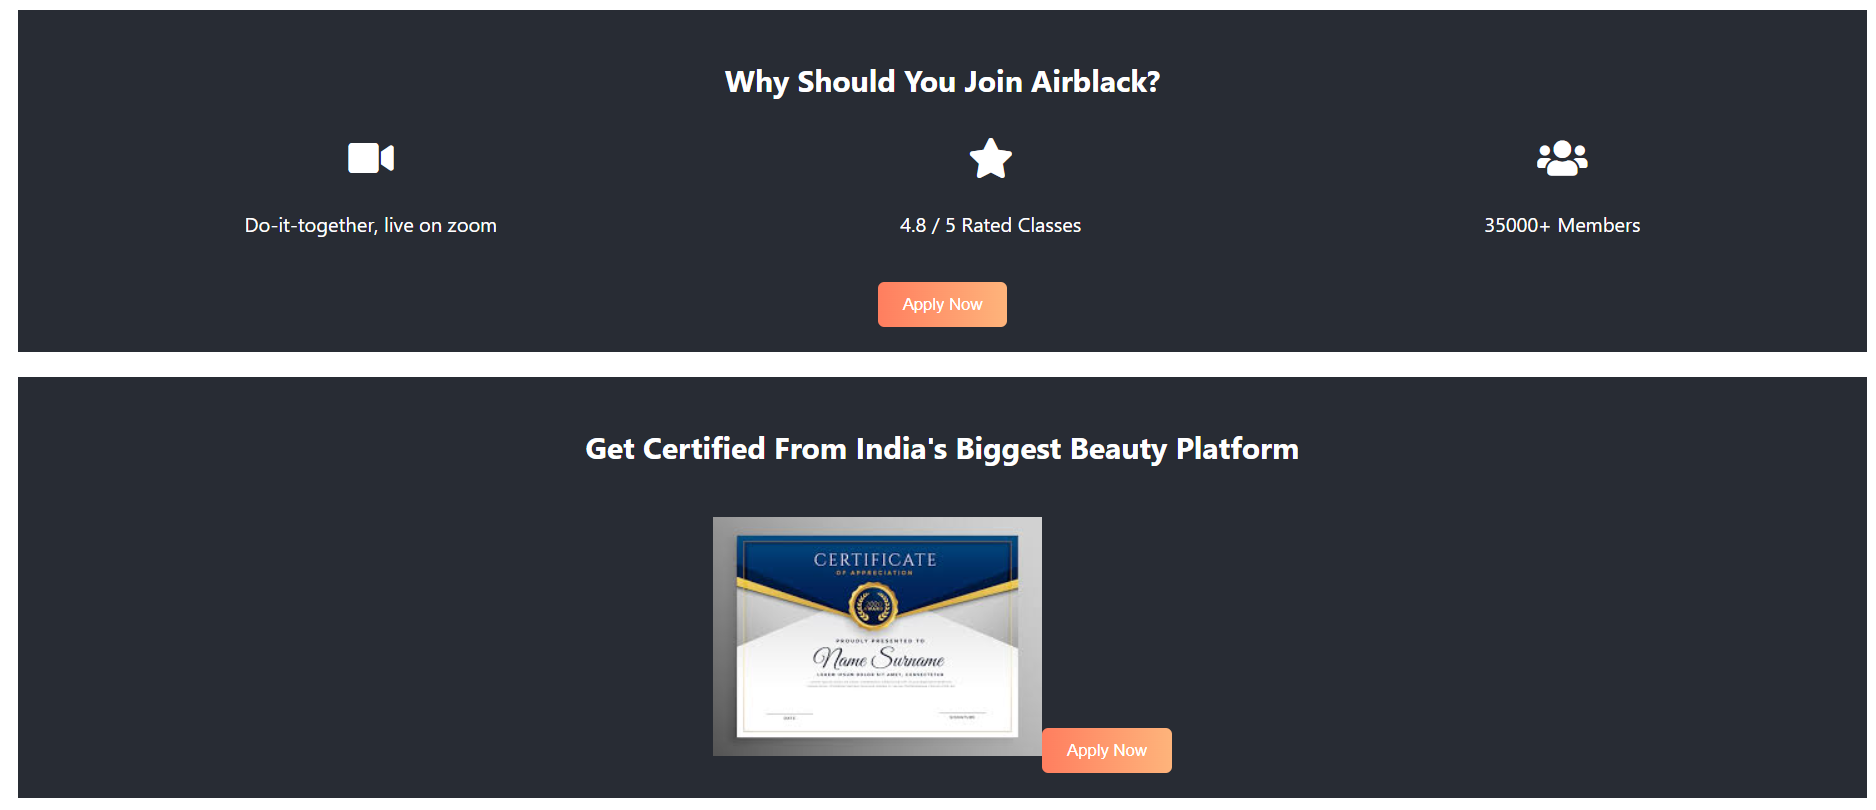 Why Should You Join Airblack?
Do-it-together, live on zoom
4.8 / 5 Rated Classes
35000+ Members
Apply Now
Get Certified From India's Biggest Beauty Platform
CERTIFICATE
OF APPRECIATION
PROUDLY PRESENTED TO
Name Surname
LOREM IPSUM DOLOR SIT AMET, CONSECTETUR
DATE
SIGNATURE
Apply Now